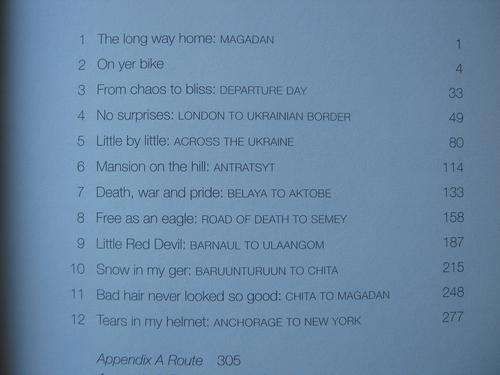 1 The long way home: MAGADAN 1
2 On yer bike 4
3 From chaos to bliss: DEPARTURE DAY 33
4 No surprises: LONDON TO UKRAINIAN BORDER 49
5 Little by little: ACROSS THE UKRAINE 80
6 Mansion on the hill: ANTRATSYT 114
7 Death, war and pride: BELAYA TO AKTOBE 133
8 Free as an eagle: ROAD OF DEATH TO SEMEY 158
9 Little Red Devil: BARNAUL TO ULAANGOM 187
10 Snow in my ger: BARUUNTURUUN TO CHITA 215
11 Bad hair never looked so good: CHITA TO MAGADAN 248
12 Tears in my helmet: ANCHORAGE TO NEW YORK 277
Appendix A Route 305